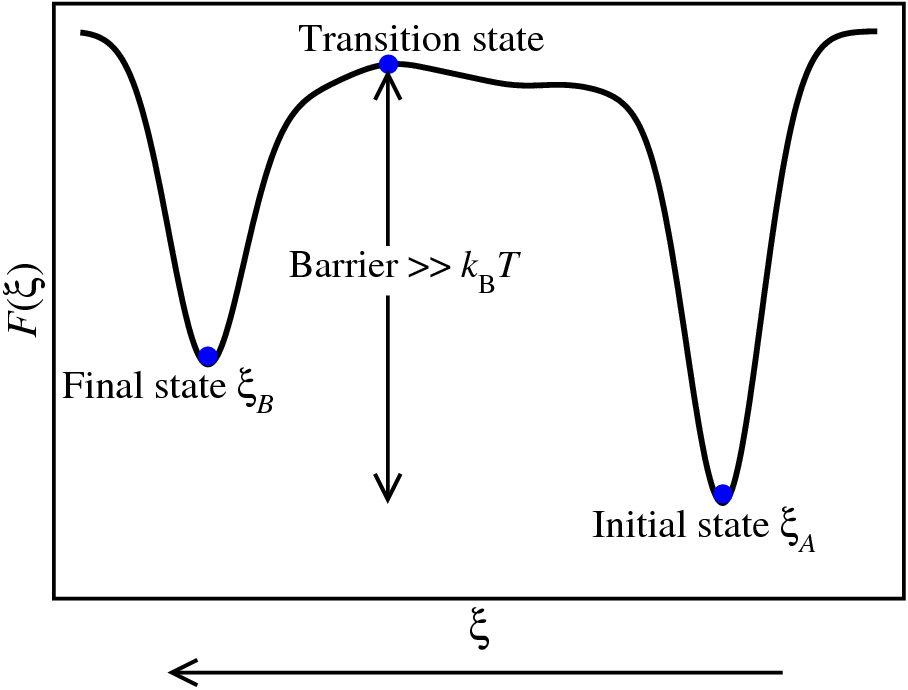 Transition state
Barrier >> kBT
F(ξ)
Final state ξB
Initial state ξA
ξ